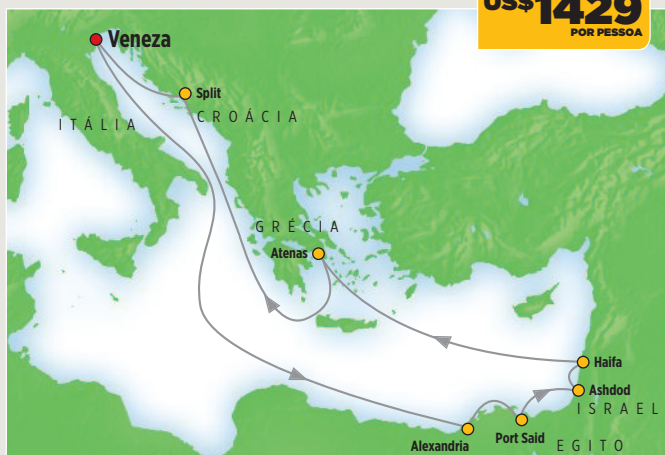 US$1429
POR PESSOA
Veneza
Split
CROÁCIA
ITÁLIA
GRÉCIA
Atenas
Haifa
Ashdod
ISRAEL
Port Said
Alexandria
EGITO